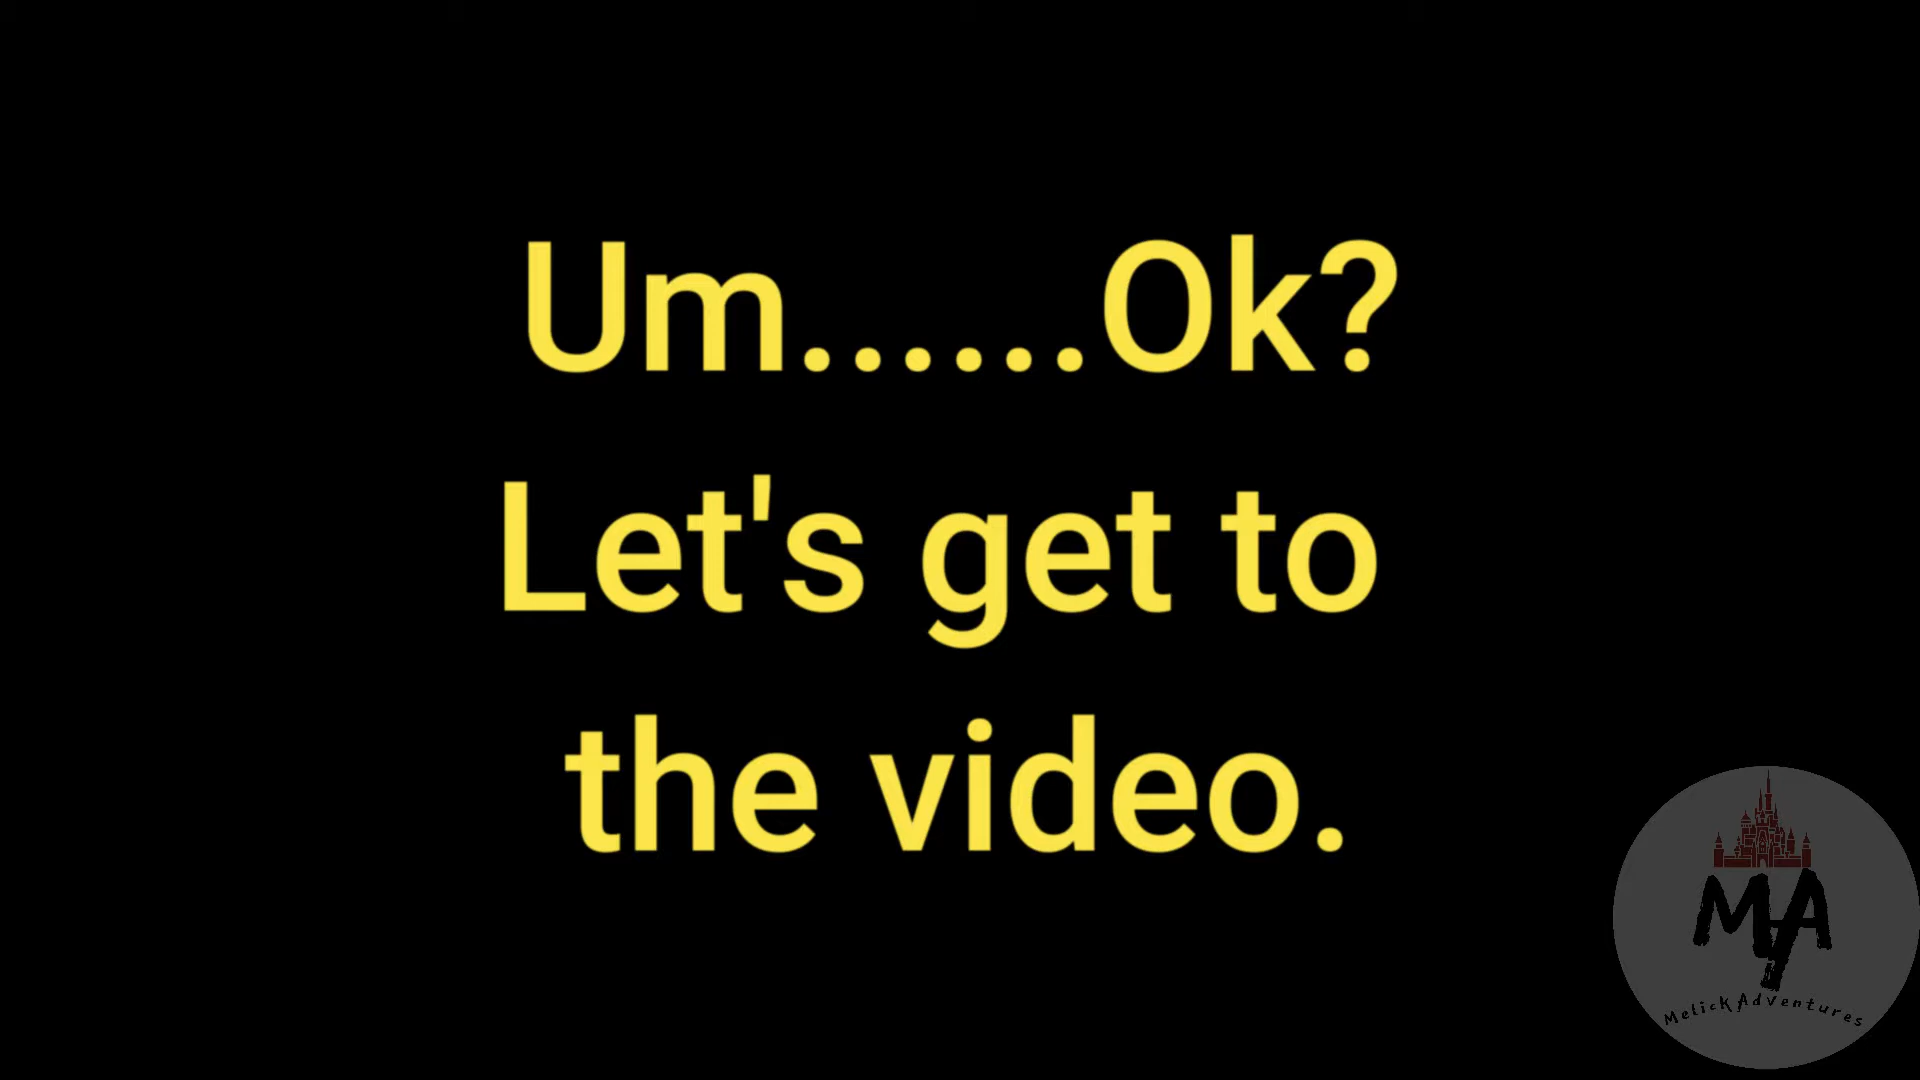 Um......Ok?
Let's get to
the video.
MA
MelickAdventures